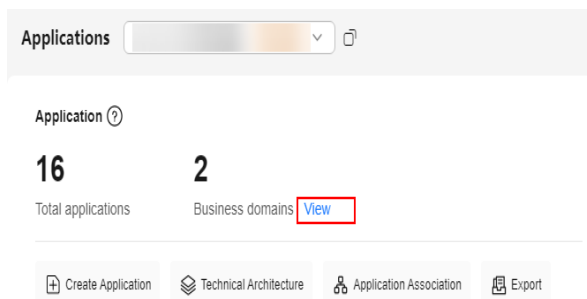 Applications
Application
16
2
Total applications
Business domains View
Create Application Technical Architecture Application Association Export